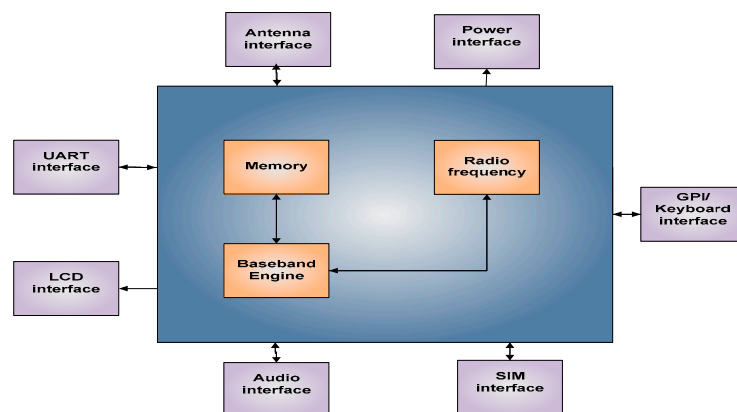 Antenna
interface
Power
interface
UART
interface
Memory
Radio
frequency
GPI/
Keyboard
interface
Baseband
Engine
LCD
interface
Audio
interface
SIM
interface